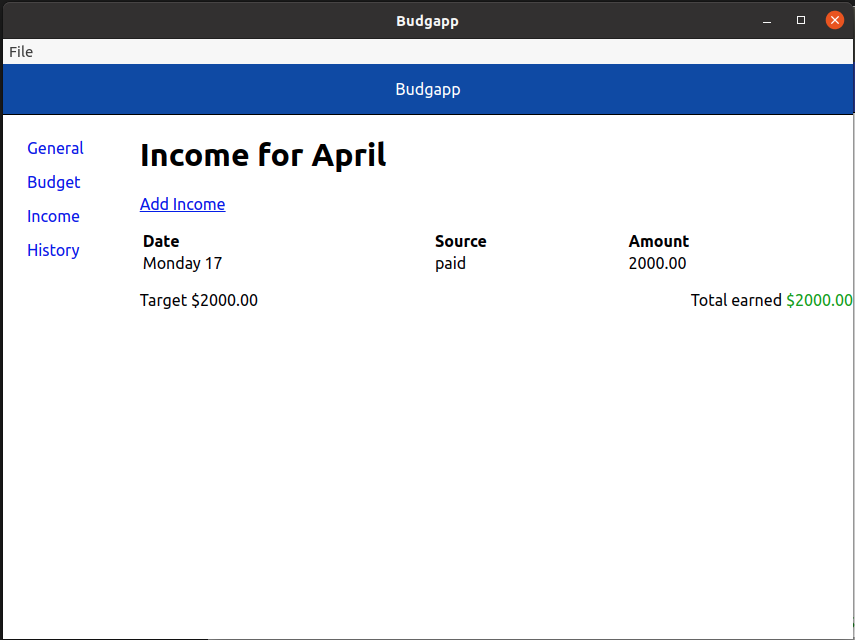 Budgapp
File
Budgapp
General
Budget
Income
History
Income for April
Add Income
Date Source Amount
Monday 17 paid 2000.00
Target $2000.00 Total earned $2000.00